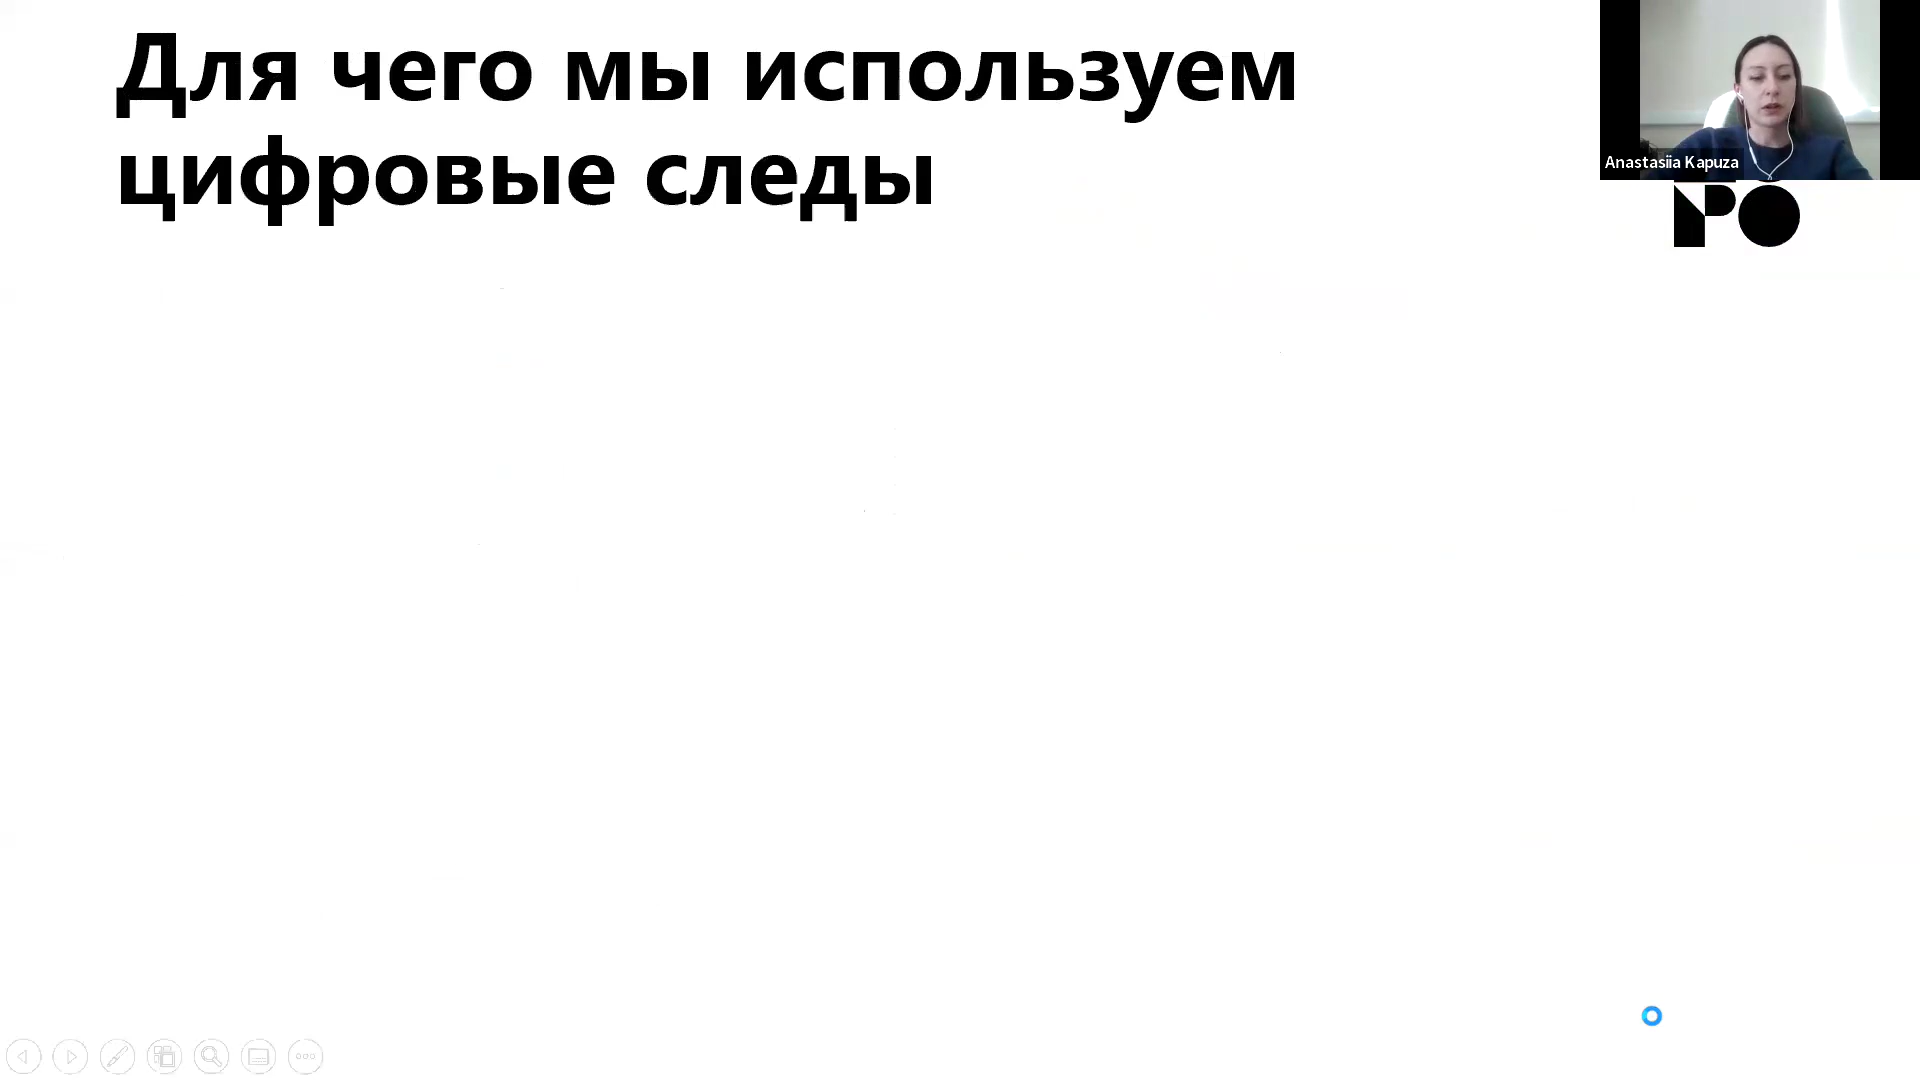 Для чего мы используем
цифровые следы
Anastasiia Kapuza